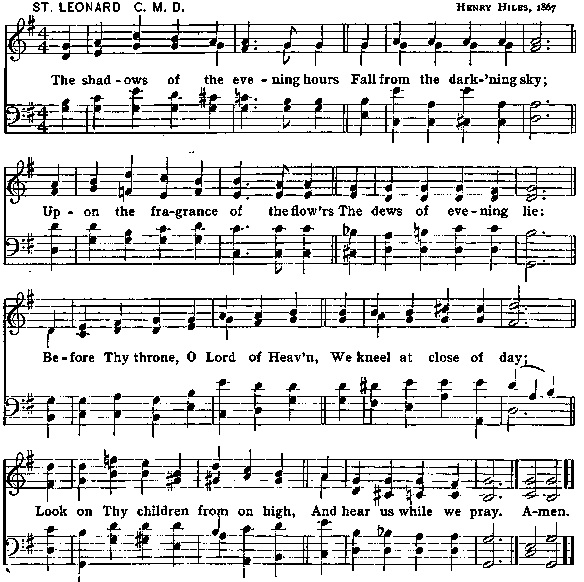 ST. LEONARD C. M. D. HENRY HILES, 1867
The shad-ows of the eve-ning hours Fall from the dark-'ning sky;
Up-on the fra-grance of the flow'rs The dews of eve-ning lie:
Be-fore Thy throne, O Lord of Heav'n, We kneel at close of day;
Look on Thy children from on high, And hear us while we pray. A-men.